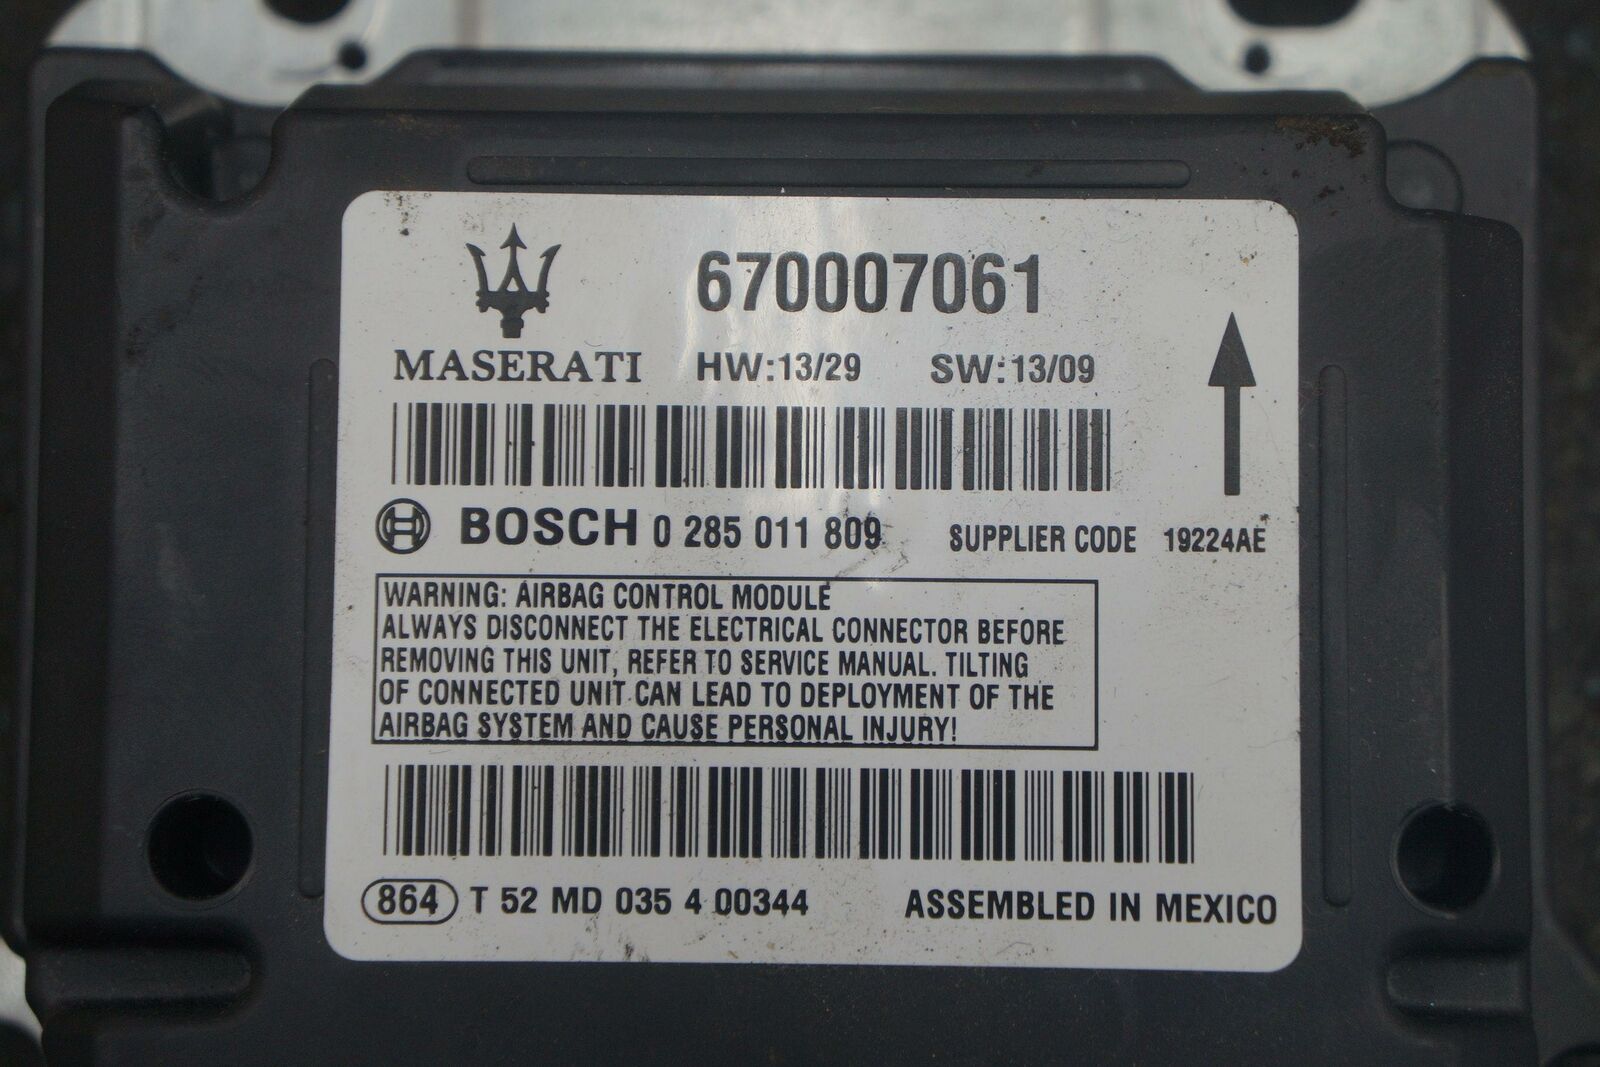 670007061
MASERATI HW:13/29 SW:13/09
BOSCH 0 285 011 809 SUPPLIER CODE 19224AE
WARNING: AIRBAG CONTROL MODULE
ALWAYS DISCONNECT THE ELECTRICAL CONNECTOR BEFORE
REMOVING THIS UNIT, REFER TO SERVICE MANUAL. TILTING
OF CONNECTED UNIT CAN LEAD TO DEPLOYMENT OF THE
AIRBAG SYSTEM AND CAUSE PERSONAL INJURY!
864 T 52 MD 035 4 00344 ASSEMBLED IN MEXICO